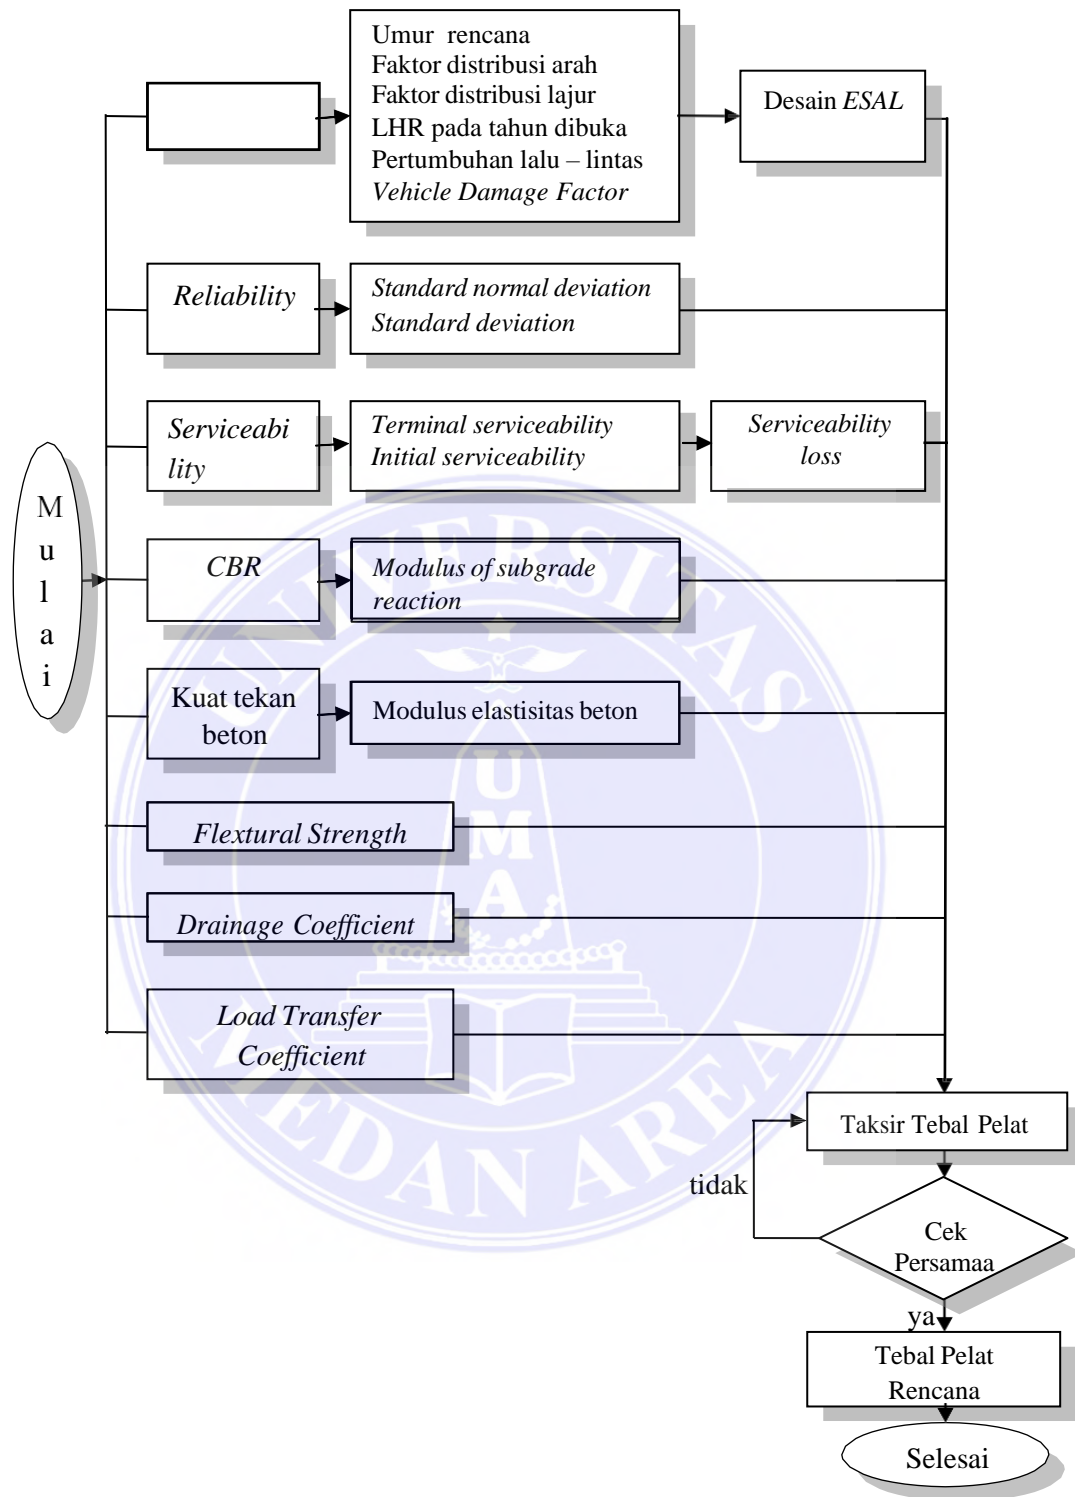 Umur rencana
Faktor distribusi arah
Faktor distribusi lajur
LHR pada tahun dibuka
Pertumbuhan lalu – lintas
Vehicle Damage Factor
Desain ESAL
Reliability
Standard normal deviation
Standard deviation
Serviceabi
lity
Terminal serviceability
Initial serviceability
Serviceability
loss
M
u
l
a
i
CBR
Modulus of subgrade
reaction
Kuat tekan
beton
Modulus elastisitas beton
Flextural Strength
Drainage Coefficient
Load Transfer
Coefficient
Taksir Tebal Pelat
tidak
Cek
Persamaa
ya
Tebal Pelat
Rencana
Selesai
UNIVERSITAS
MEDAN AREA
U
M
A